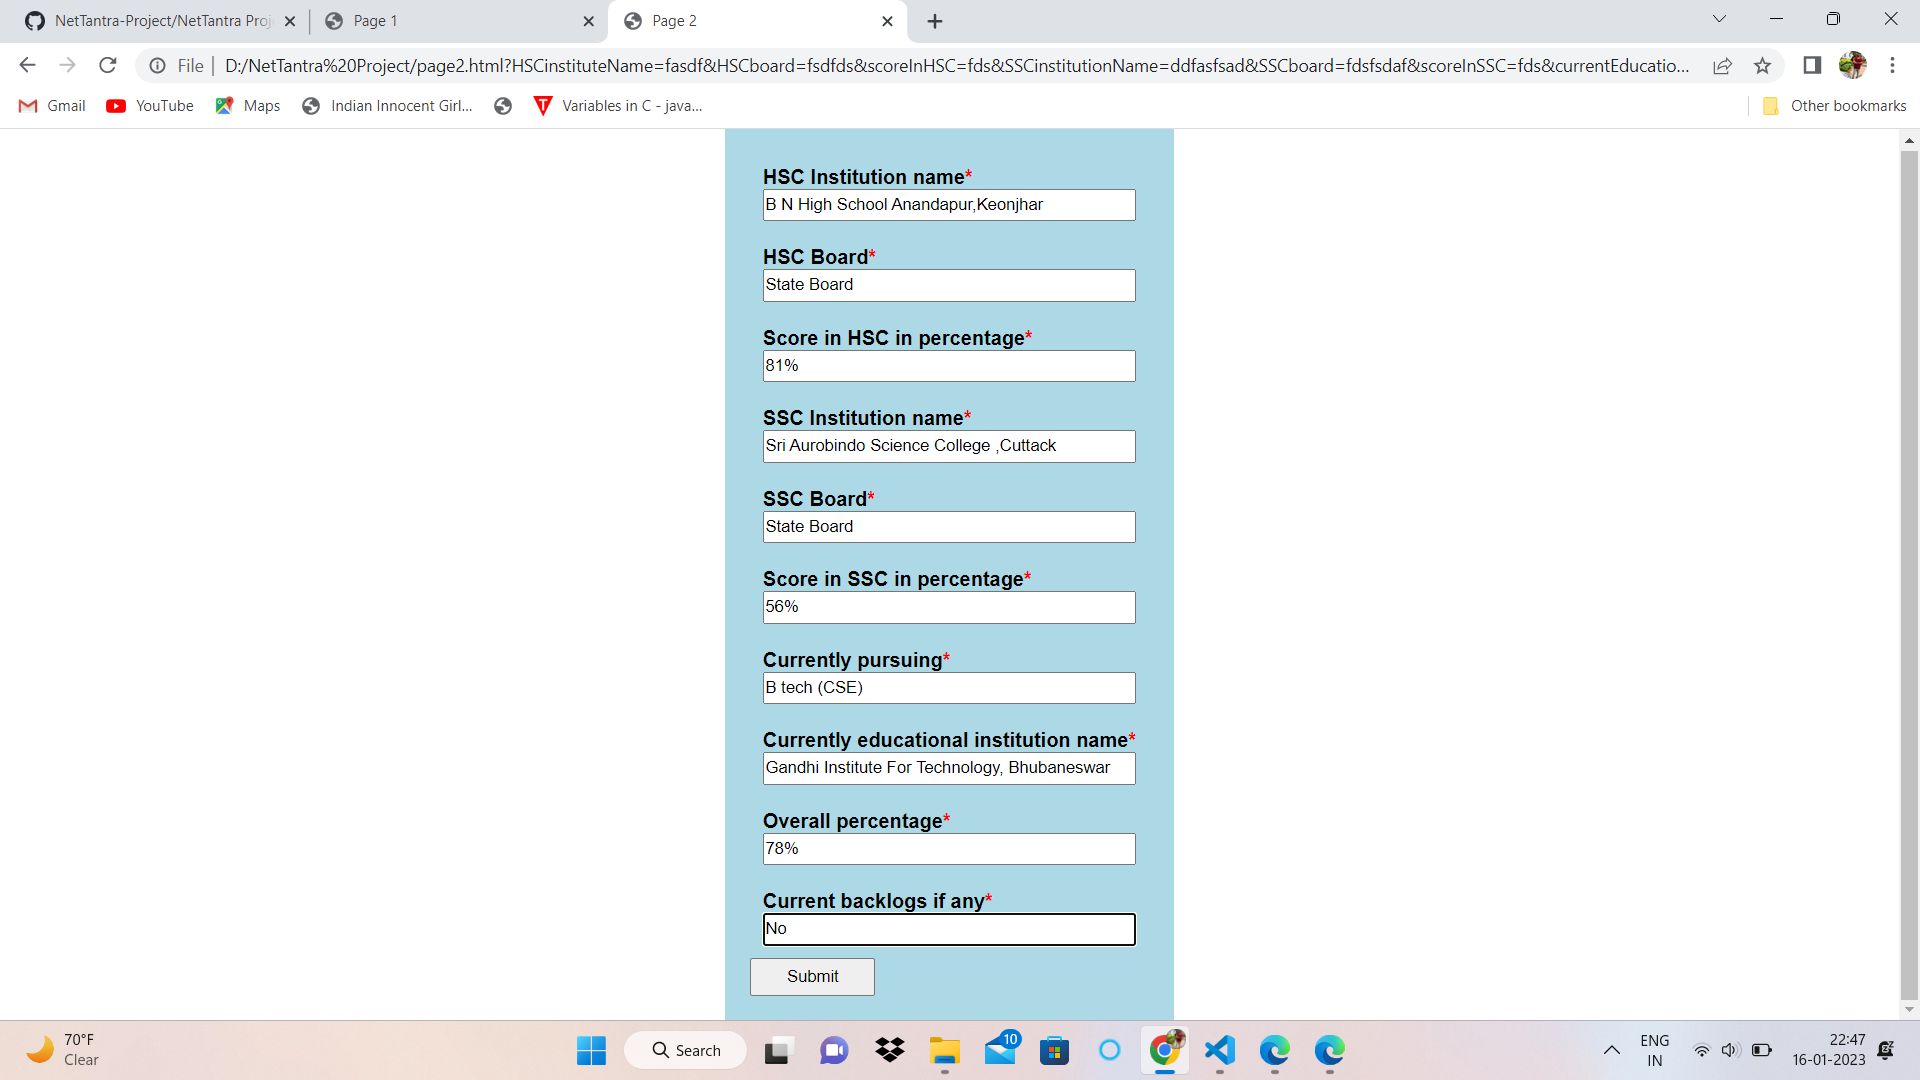 NetTantra-Project/NetTantra Proj
Page 1
Page 2
File
D:/NetTantra%20Project/page2.html?HSCinstituteName=fasdf&HSCboard=fsdfds&scoreInHSC=fds&SSCinstitutionName=ddfasfsad&SSCboard=fdsfsdaf&scoreInSSC=fds&currentEducatio...
Gmail
YouTube
Maps
Indian Innocent Girl...
Variables in C - java...
Other bookmarks
HSC Institution name*
B N High School Anandapur,Keonjhar
HSC Board*
State Board
Score in HSC in percentage*
81%
SSC Institution name*
Sri Aurobindo Science College ,Cuttack
SSC Board*
State Board
Score in SSC in percentage*
56%
Currently pursuing*
B tech (CSE)
Currently educational institution name*
Gandhi Institute For Technology, Bhubaneswar
Overall percentage*
78%
Current backlogs if any*
No
Submit
70°F
Clear
Search
10
ENG
IN
22:47
16-01-2023